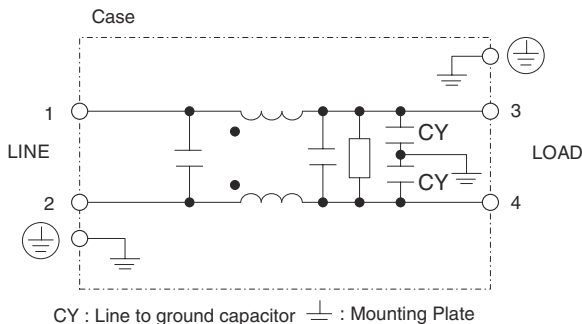 Case
1
3
CY
LINE
LOAD
CY
2
4
CY : Line to ground capacitor : Mounting Plate